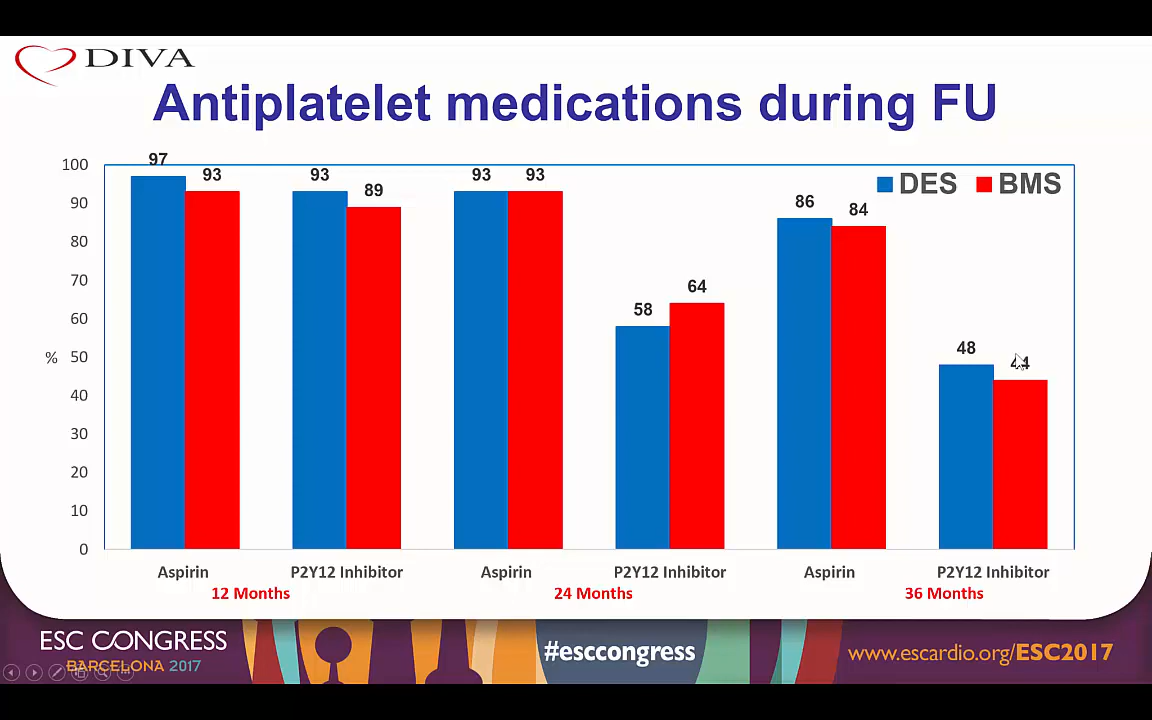 DIVA
Antiplatelet medications during FU
DES BMS
100
90
80
70
60
50
40
30
20
10
0
%
97
93
93
89
93
93
58
64
86
84
48
44
Aspirin P2Y12 Inhibitor Aspirin P2Y12 Inhibitor Aspirin P2Y12 Inhibitor
12 Months 24 Months 36 Months
ESC CONGRESS
BARCELONA 2017
#esccongress
www.escardio.org/ESC2017